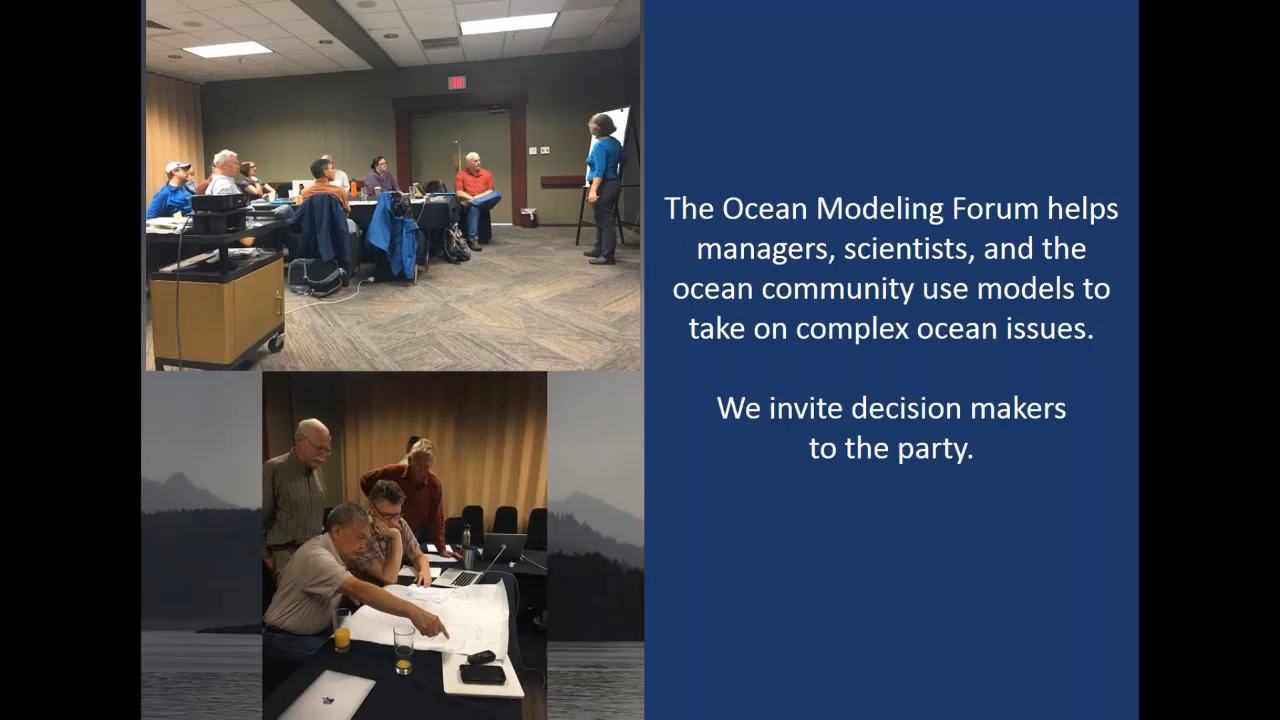 The Ocean Modeling Forum helps
managers, scientists, and the
ocean community use models to
take on complex ocean issues.
We invite decision makers
to the party.